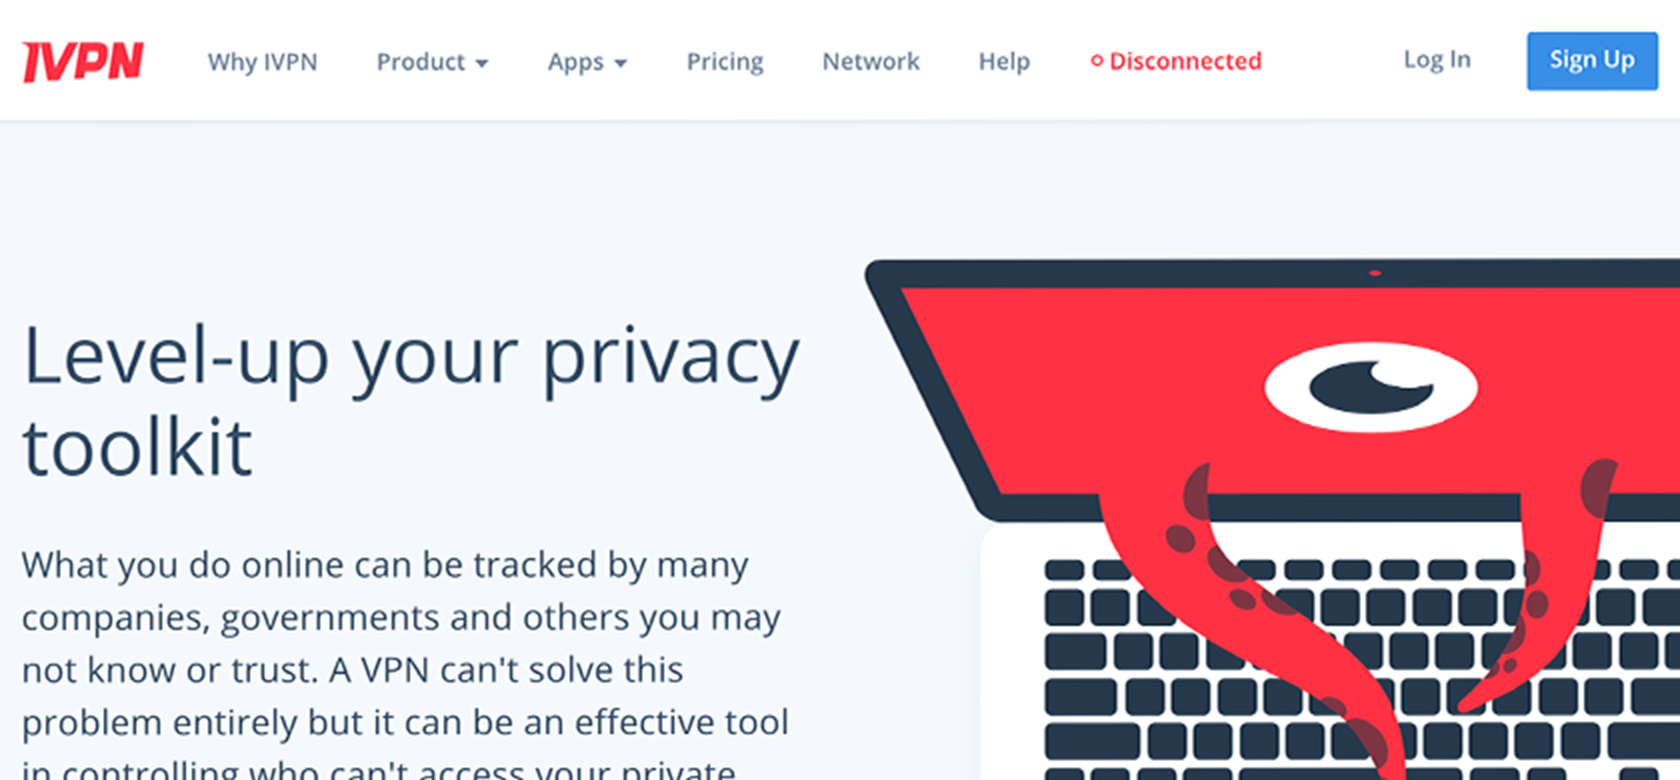 IVPN Why IVPN Product Apps Pricing Network Help Disconnected Log In Sign Up
Level-up your privacy
toolkit
What you do online can be tracked by many
companies, governments and others you may
not know or trust. A VPN can't solve this
problem entirely but it can be an effective tool
in controlling who can't access your private